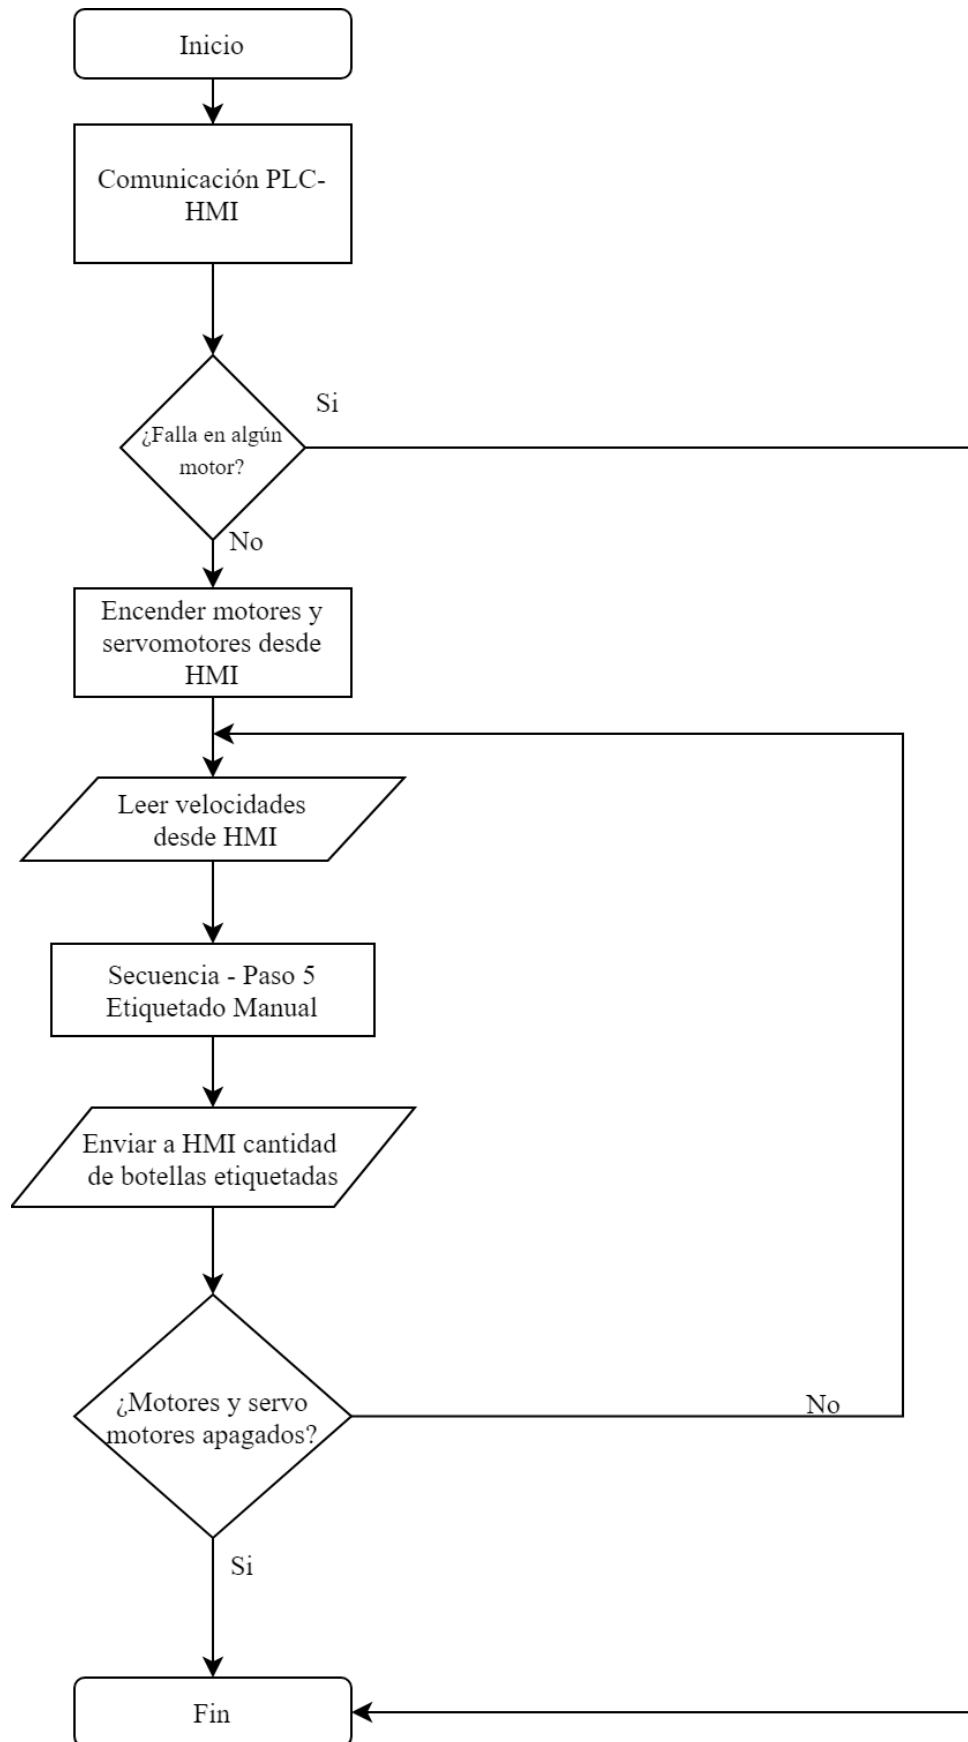 Inicio
Comunicación PLC-
HMI
Si
¿Falla en algún
motor?
No
Encender motores y
servomotores desde
HMI
Leer velocidades
desde HMI
Secuencia - Paso 5
Etiquetado Manual
Enviar a HMI cantidad
de botellas etiquetadas
¿Motores y servo
motores apagados?
No
Si
Fin